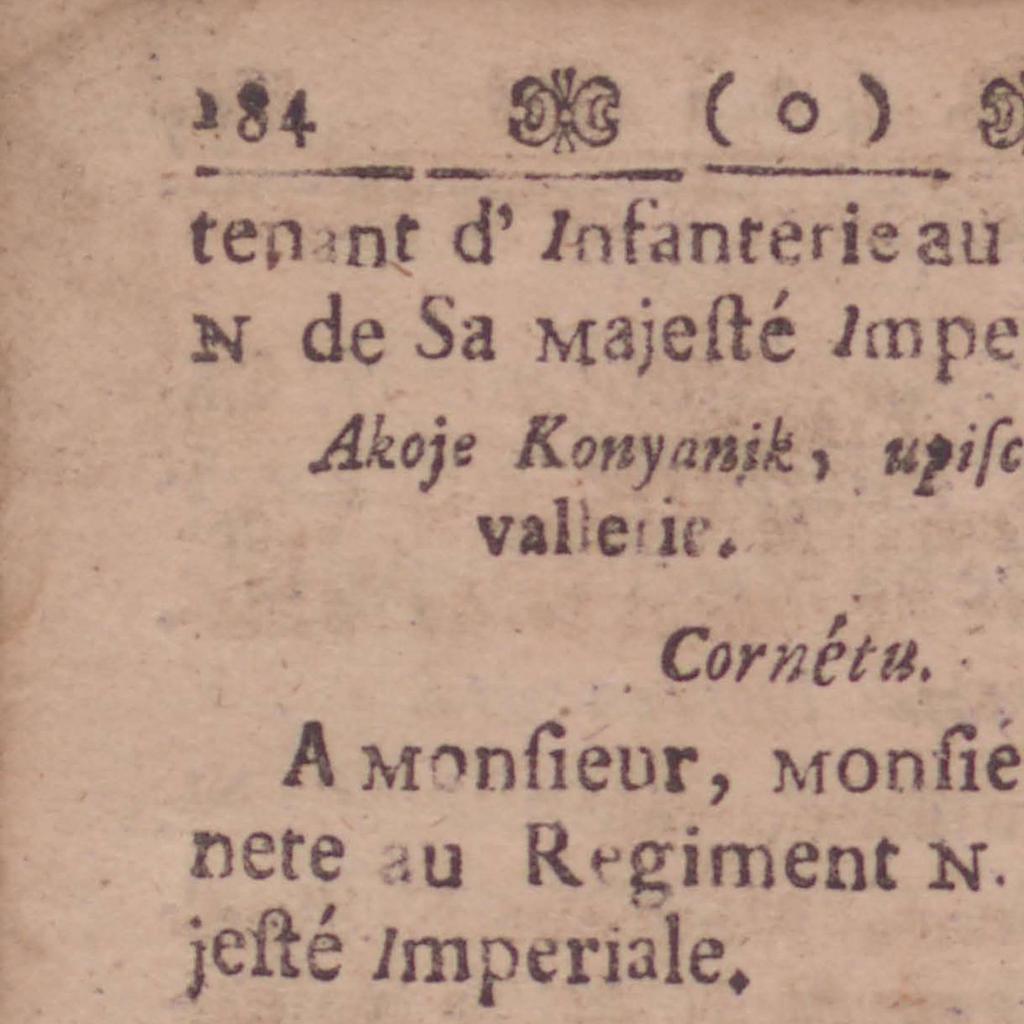 184 ( o )
tenant d' Infanterie au
N de Sa Majeſté Impe
Akoje Konyanik, upiſc
vallerie.
Cornétu.
A Monſieur, Monſié
nete au Regiment N.
jeſté Imperiale.